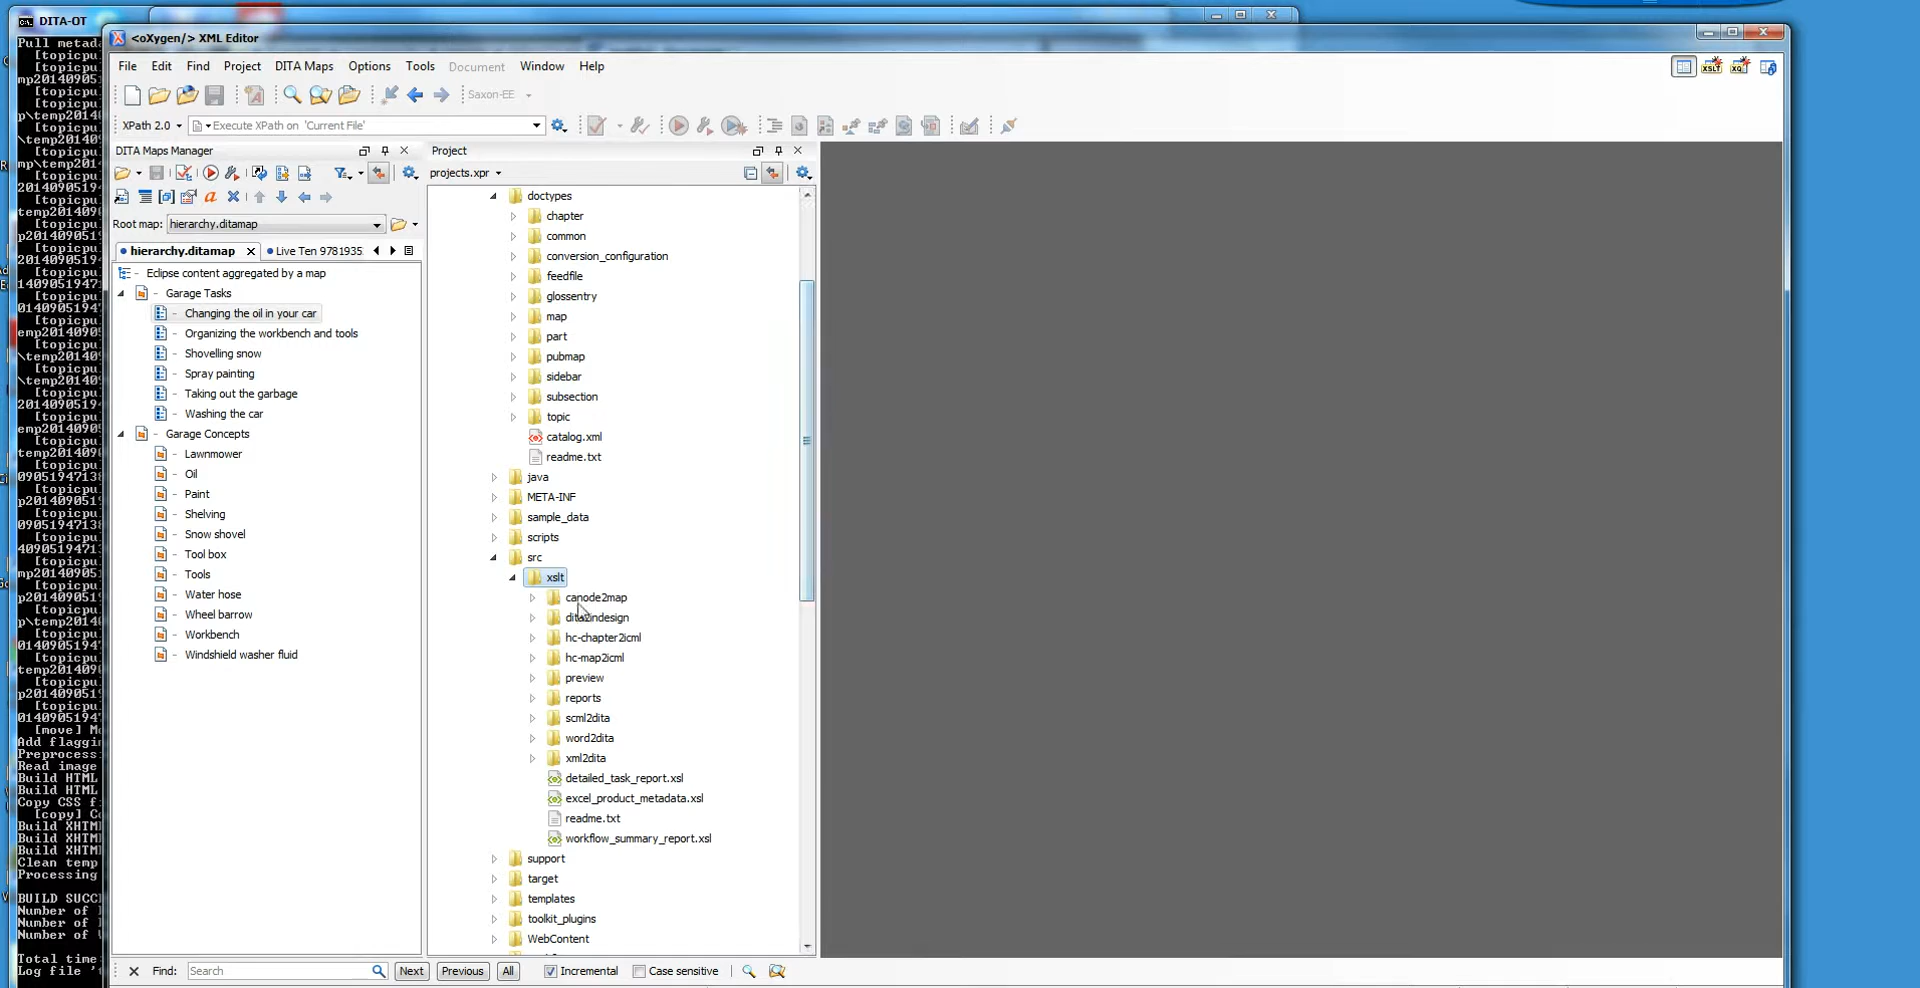 DITA-OT
<oXygen/> XML Editor
File Edit Find Project DITA Maps Options Tools Document Window Help
Saxon-EE
XPath 2.0 Execute XPath on 'Current File'
DITA Maps Manager
Root map: hierarchy.ditamap
hierarchy.ditamap Live Ten 9781935
Eclipse content aggregated by a map
Garage Tasks
Changing the oil in your car
Organizing the workbench and tools
Shovelling snow
Spray painting
Taking out the garbage
Washing the car
Garage Concepts
Lawnmower
Oil
Paint
Shelving
Snow shovel
Tool box
Tools
Water hose
Wheel barrow
Workbench
Windshield washer fluid
Project
projects.xpr
doctypes
chapter
common
conversion_configuration
feedfile
glossentry
map
part
pubmap
sidebar
subsection
topic
catalog.xml
readme.txt
java
META-INF
sample_data
scripts
src
xslt
canode2map
dita2indesign
hc-chapter2icml
hc-map2icml
preview
reports
scml2dita
word2dita
xml2dita
detailed_task_report.xsl
excel_product_metadata.xsl
readme.txt
workflow_summary_report.xsl
support
target
templates
toolkit_plugins
WebContent
Find: Search Next Previous All Incremental Case sensitive
Pull metada
[move] M
Add flaggin
Preprocess
Read image
Build HTML
Build HTML
Copy CSS f
[copy] C
Build XHTM
Build XHTM
Build XHTM
Clean temp
Processing
BUILD SUCC
Number of
Number of
Number of
Total time:
Log file